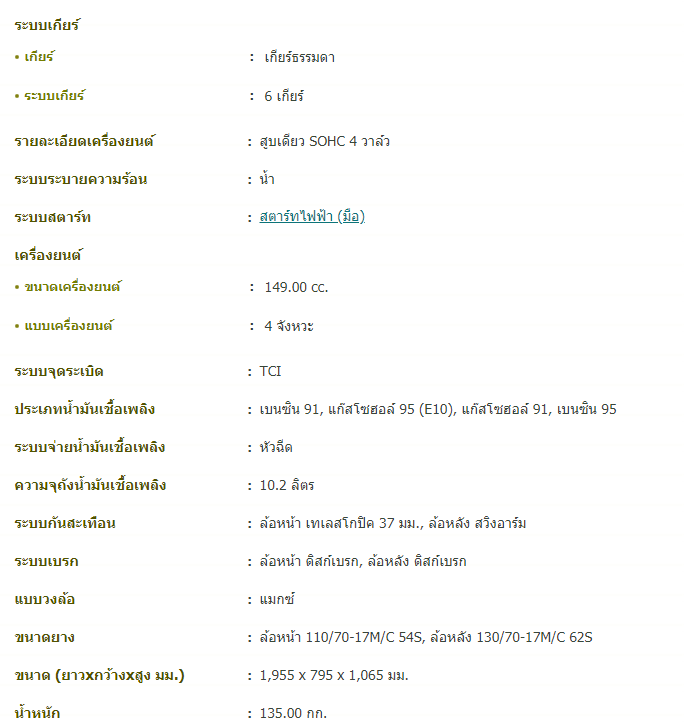 ระบบเกียร์
• เกียร์ : เกียร์ธรรมดา
• ระบบเกียร์ : 6 เกียร์
รายละเอียดเครื่องยนต์ : สูบเดียว SOHC 4 วาล์ว
ระบบระบายความร้อน : น้ำ
ระบบสตาร์ท : สตาร์ทไฟฟ้า (มือ)
เครื่องยนต์
• ขนาดเครื่องยนต์ : 149.00 cc.
• แบบเครื่องยนต์ : 4 จังหวะ
ระบบจุดระเบิด : TCI
ประเภทน้ำมันเชื้อเพลิง : เบนซิน 91, แก๊สโซฮอล์ 95 (E10), แก๊สโซฮอล์ 91, เบนซิน 95
ระบบจ่ายน้ำมันเชื้อเพลิง : หัวฉีด
ความจุถังน้ำมันเชื้อเพลิง : 10.2 ลิตร
ระบบกันสะเทือน : ล้อหน้า เทเลสโกปิค 37 มม., ล้อหลัง สวิงอาร์ม
ระบบเบรก : ล้อหน้า ดิสก์เบรก, ล้อหลัง ดิสก์เบรก
แบบวงล้อ : แมกซ์
ขนาดยาง : ล้อหน้า 110/70-17M/C 54S, ล้อหลัง 130/70-17M/C 62S
ขนาด (ยาวxกว้างxสูง มม.) : 1,955 x 795 x 1,065 มม.
น้ำหนัก : 135.00 กก.